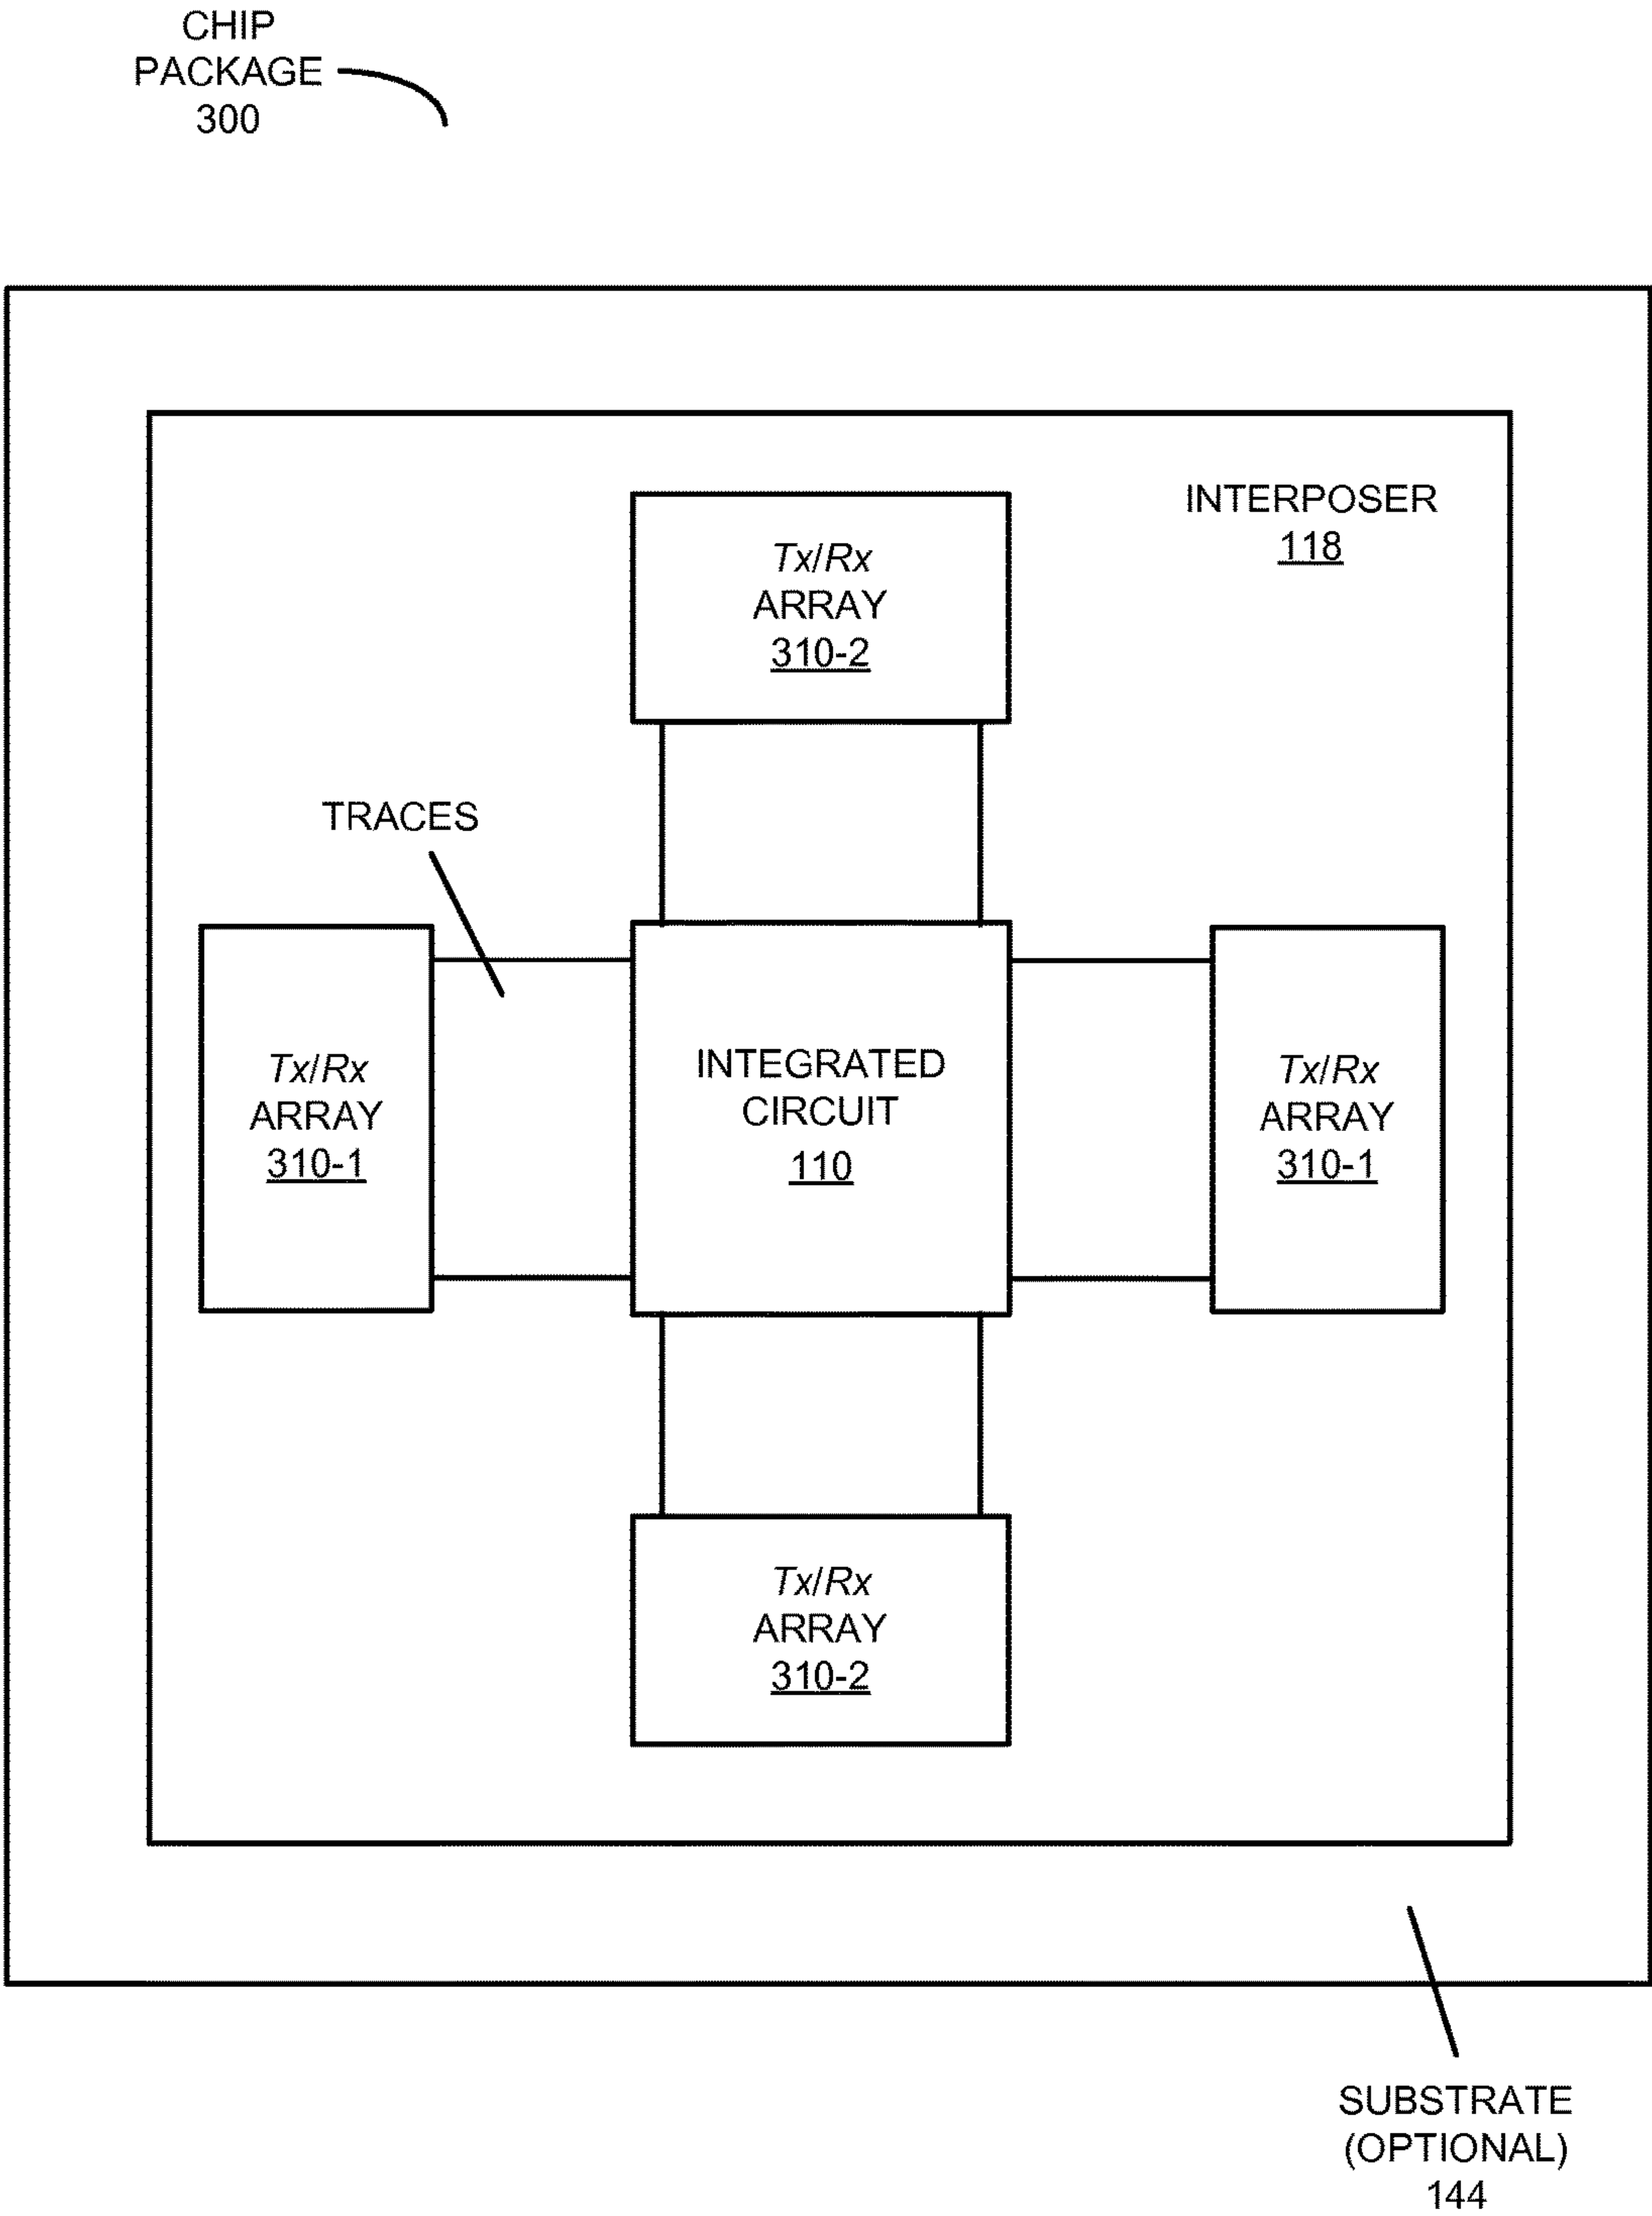 CHIP
PACKAGE
300
INTERPOSER
118
Tx/Rx
ARRAY
310-2
TRACES
Tx/Rx
ARRAY
310-1
INTEGRATED
CIRCUIT
110
Tx/Rx
ARRAY
310-1
Tx/Rx
ARRAY
310-2
SUBSTRATE
(OPTIONAL)
144